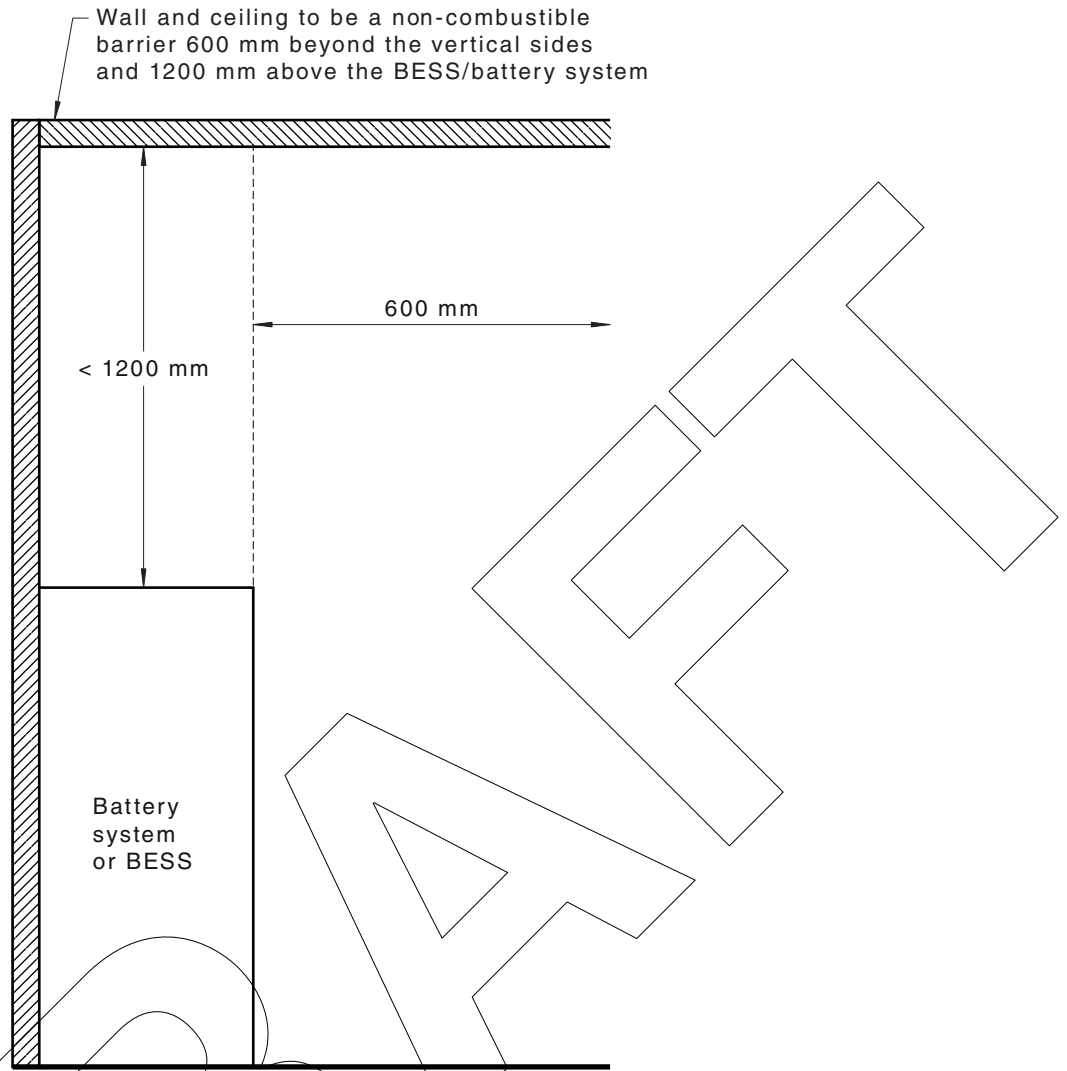 Wall and ceiling to be a non-combustible
barrier 600 mm beyond the vertical sides
and 1200 mm above the BESS/battery system
600 mm
< 1200 mm
Battery
system
or BESS
DRAFT